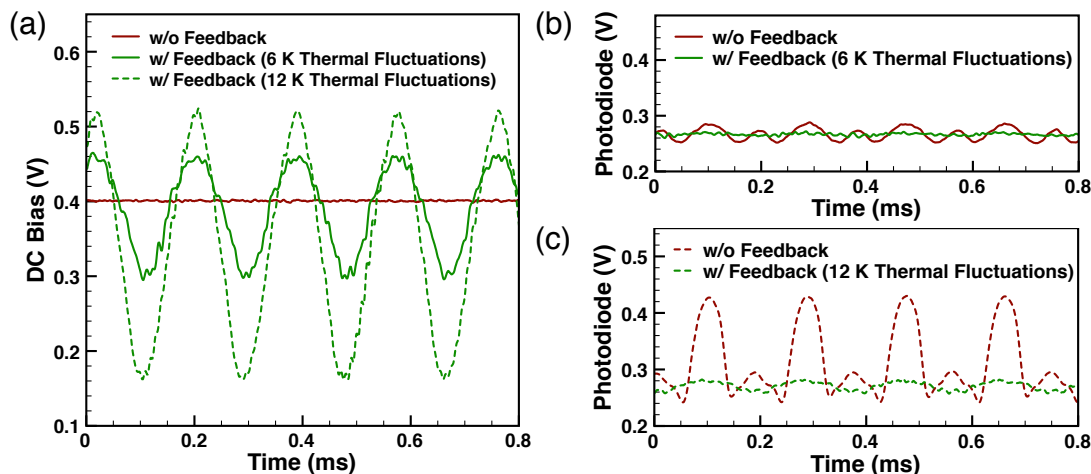 (a)
0.6
0.5
0.4
0.3
0.2
0.1
DC Bias (V)
w/o Feedback
w/ Feedback (6 K Thermal Fluctuations)
w/ Feedback (12 K Thermal Fluctuations)
0 0.2 0.4 0.6 0.8
Time (ms)
(b)
0.4
0.3
0.2
Photodiode (V)
w/o Feedback
w/ Feedback (6 K Thermal Fluctuations)
0 0.2 0.4 0.6 0.8
Time (ms)
(c)
0.5
0.4
0.3
0.2
Photodiode (V)
w/o Feedback
w/ Feedback (12 K Thermal Fluctuations)
0 0.2 0.4 0.6 0.8
Time (ms)